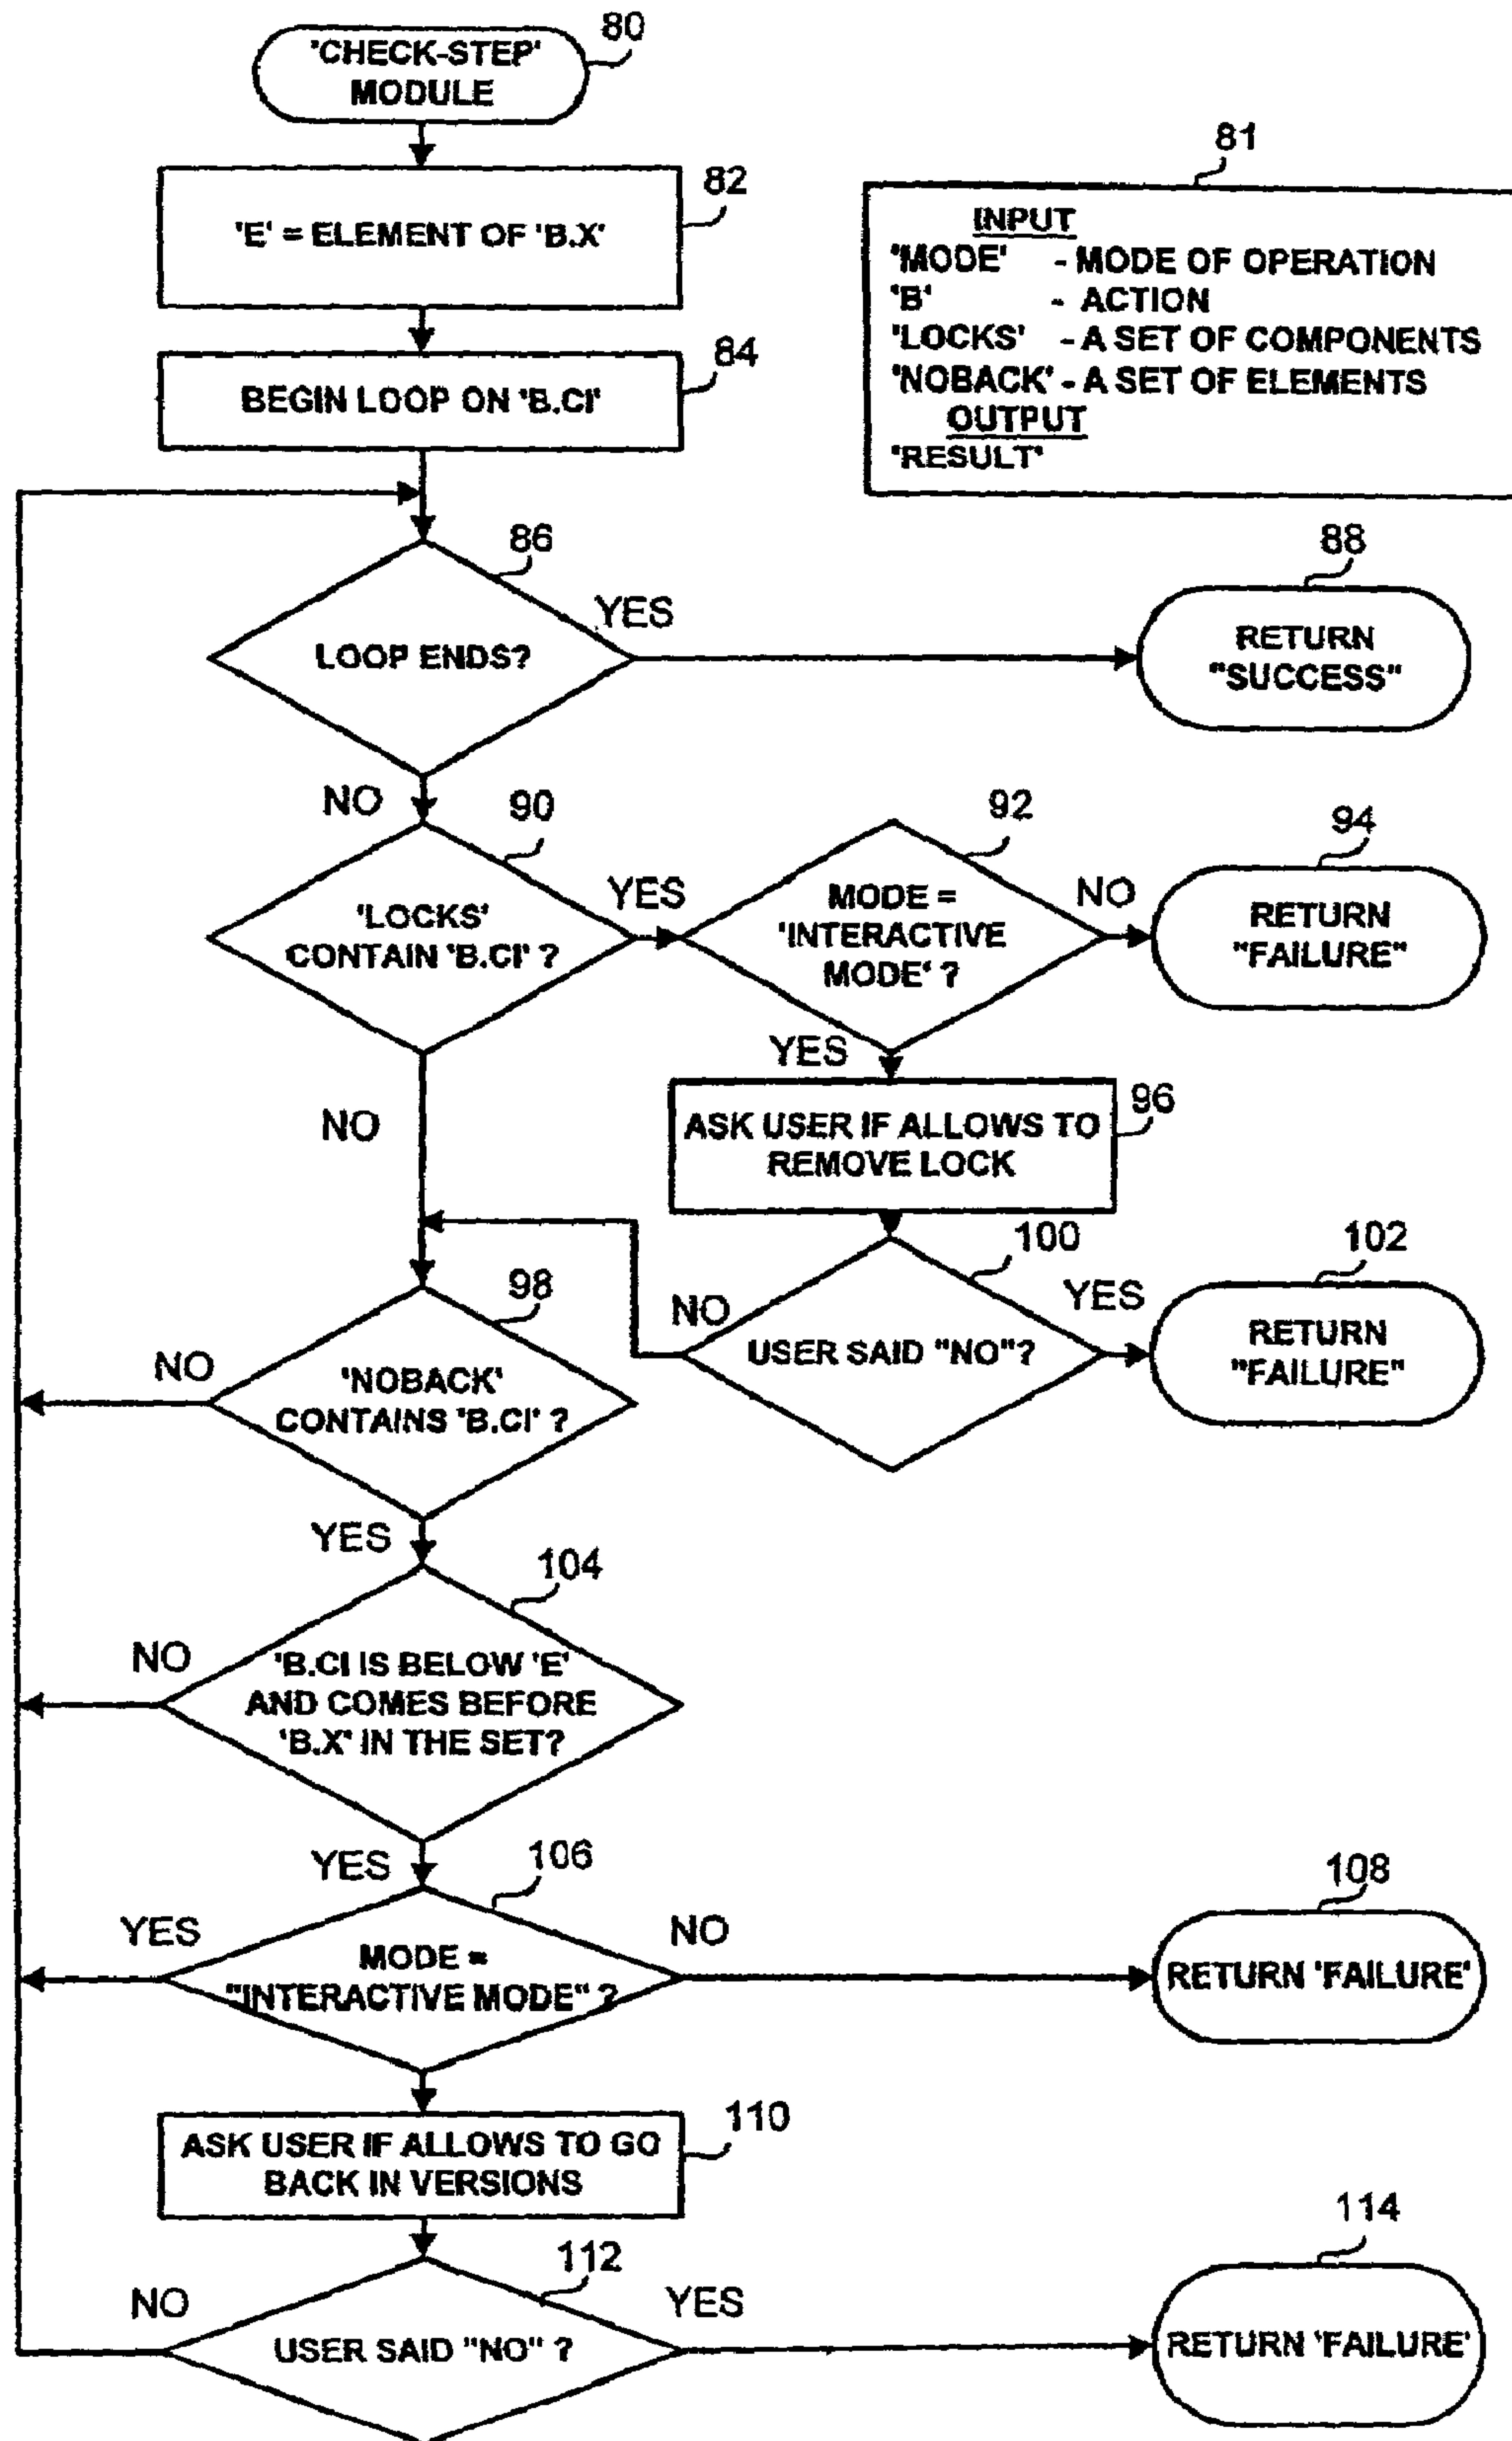 80
'CHECK-STEP'
MODULE
82
'E' = ELEMENT OF 'B.X'
81
INPUT
'MODE' - MODE OF OPERATION
'B' - ACTION
'LOCKS' - A SET OF COMPONENTS
'NOBACK' - A SET OF ELEMENTS
OUTPUT
'RESULT'
84
BEGIN LOOP ON 'B.CI'
86
LOOP ENDS?
YES
88
RETURN
"SUCCESS"
NO
90
'LOCKS'
CONTAIN 'B.CI' ?
YES
92
MODE =
'INTERACTIVE
MODE' ?
NO
94
RETURN
"FAILURE"
YES
96
ASK USER IF ALLOWS TO
REMOVE LOCK
NO
98
'NOBACK'
CONTAINS 'B.CI' ?
NO
100
USER SAID "NO"?
NO
YES
102
RETURN
"FAILURE"
YES
104
'B.CI IS BELOW 'E'
AND COMES BEFORE
'B.X' IN THE SET?
NO
YES
106
MODE =
"INTERACTIVE MODE" ?
YES
NO
108
RETURN 'FAILURE'
110
ASK USER IF ALLOWS TO GO
BACK IN VERSIONS
112
USER SAID "NO" ?
NO
YES
114
RETURN 'FAILURE'